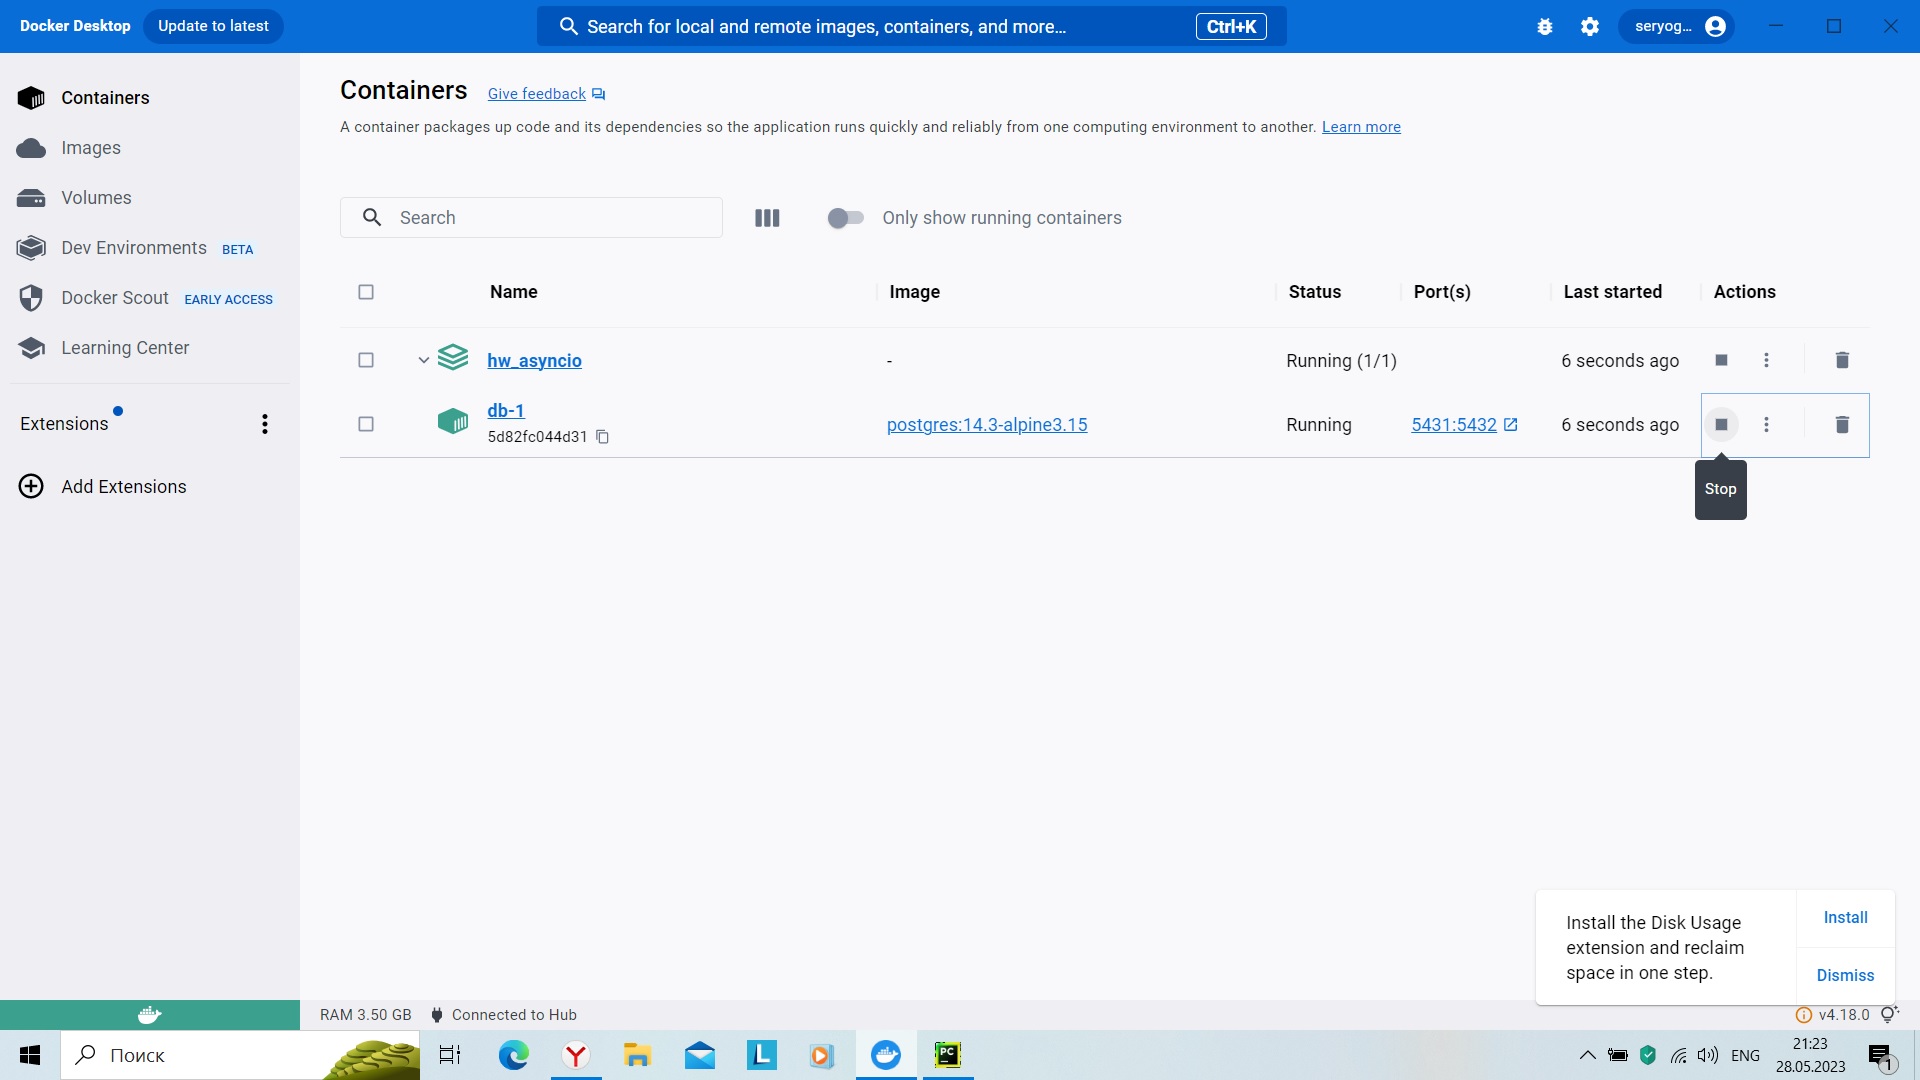 Docker Desktop
Update to latest
Search for local and remote images, containers, and more...
Ctrl+K
seryog...
Containers
Images
Volumes
Dev Environments BETA
Docker Scout EARLY ACCESS
Learning Center
Extensions
Add Extensions
Containers
Give feedback
A container packages up code and its dependencies so the application runs quickly and reliably from one computing environment to another. Learn more
Search
Only show running containers
Name Image Status Port(s) Last started Actions
hw_asyncio - Running (1/1) 6 seconds ago
db-1
5d82fc044d31
postgres:14.3-alpine3.15 Running 5431:5432 6 seconds ago
Stop
Install the Disk Usage
extension and reclaim
space in one step.
Install
Dismiss
RAM 3.50 GB Connected to Hub
v4.18.0
Поиск
Y
L
PC
ENG
21:23
28.05.2023
1